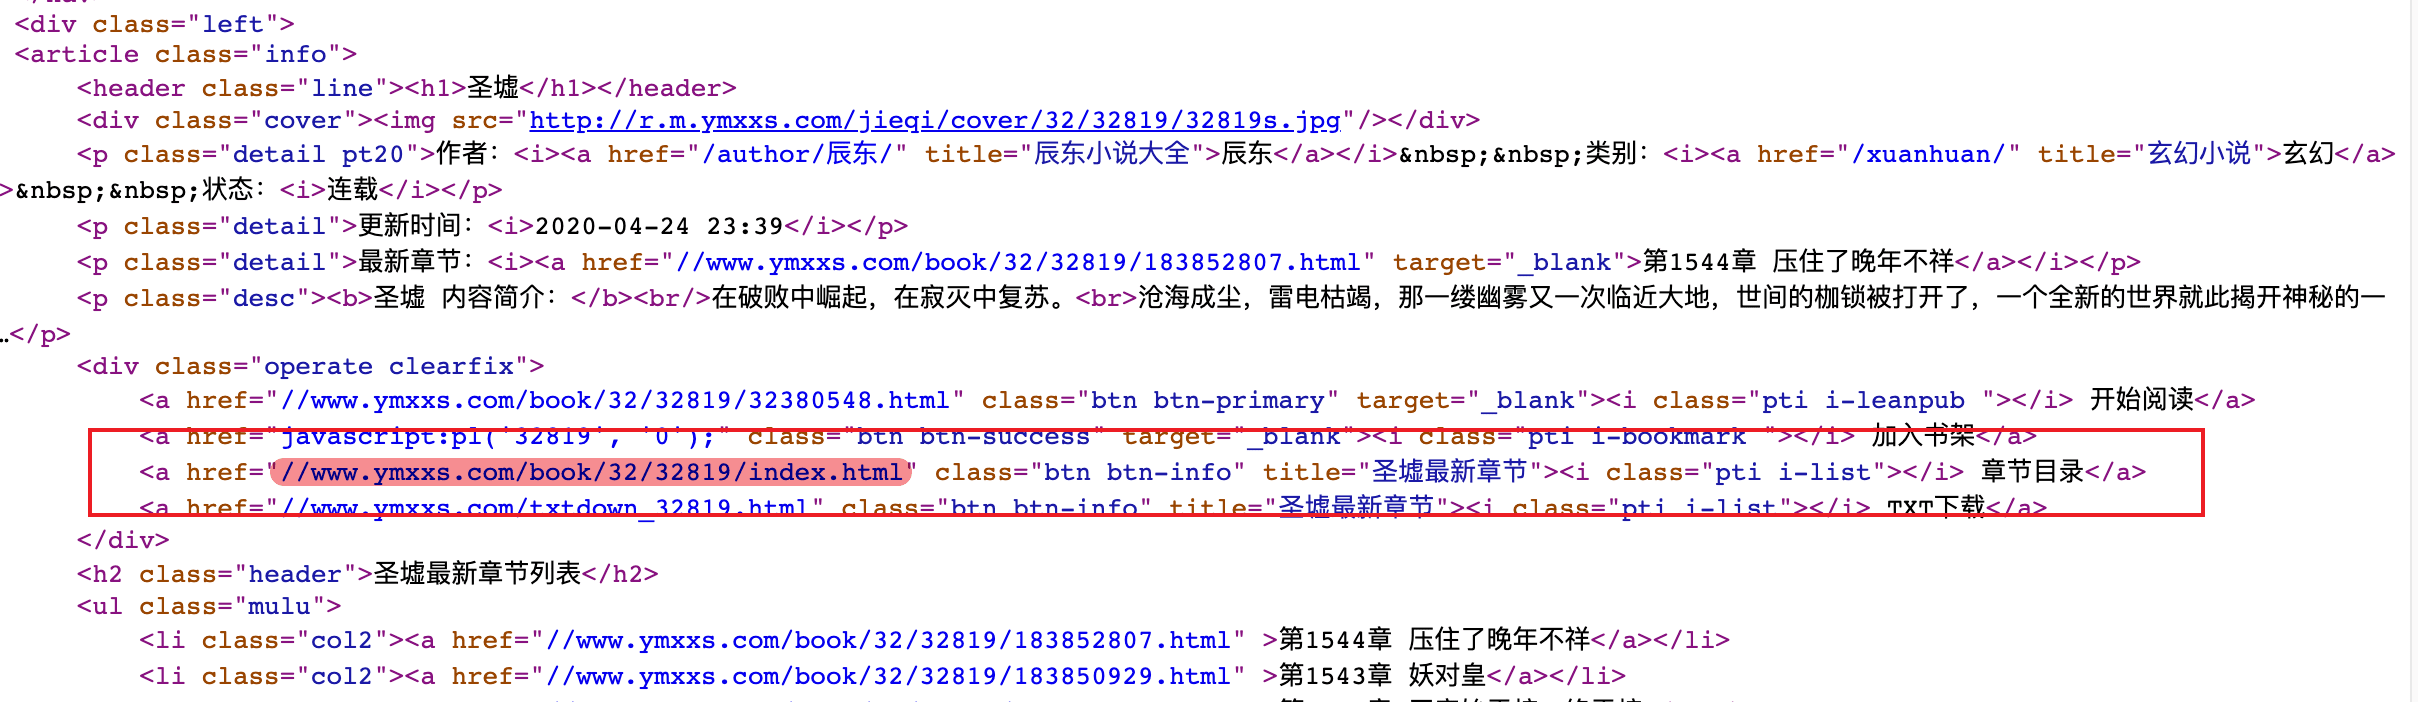 <div class="left">
<article class="info">
<header class="line"><h1>圣墟</h1></header>
<div class="cover"><img src="http://r.m.ymxxs.com/jieqi/cover/32/32819/32819s.jpg"/></div>
<p class="detail pt20">作者：<i><a href="/author/辰东/" title="辰东小说大全">辰东</a></i>&nbsp;&nbsp;类别：<i><a href="/xuanhuan/" title="玄幻小说">玄幻</a>
>&nbsp;&nbsp;状态：<i>连载</i></p>
<p class="detail">更新时间：<i>2020-04-24 23:39</i></p>
<p class="detail">最新章节：<i><a href="//www.ymxxs.com/book/32/32819/183852807.html" target="_blank">第1544章 压住了晚年不祥</a></i></p>
<p class="desc"><b>圣墟 内容简介：</b><br/>在破败中崛起，在寂灭中复苏。<br>沧海成尘，雷电枯竭，那一缕幽雾又一次临近大地，世间的枷锁被打开了，一个全新的世界就此揭开神秘的一
…</p>
<div class="operate clearfix">
<a href="//www.ymxxs.com/book/32/32819/32380548.html" class="btn btn-primary" target="_blank"><i class="pti i-leanpub "></i> 开始阅读</a>
<a href="javascript:pl('32819', '0');" class="btn btn-success" target="_blank"><i class="pti i-bookmark "></i> 加入书架</a>
<a href="//www.ymxxs.com/book/32/32819/index.html" class="btn btn-info" title="圣墟最新章节"><i class="pti i-list"></i> 章节目录</a>
<a href="//www.ymxxs.com/txtdown_32819.html" class="btn btn-info" title="圣墟最新章节"><i class="pti i-list"></i> TXT下载</a>
</div>
<h2 class="header">圣墟最新章节列表</h2>
<ul class="mulu">
<li class="col2"><a href="//www.ymxxs.com/book/32/32819/183852807.html" >第1544章 压住了晚年不祥</a></li>
<li class="col2"><a href="//www.ymxxs.com/book/32/32819/183850929.html" >第1543章 妖对皇</a></li>